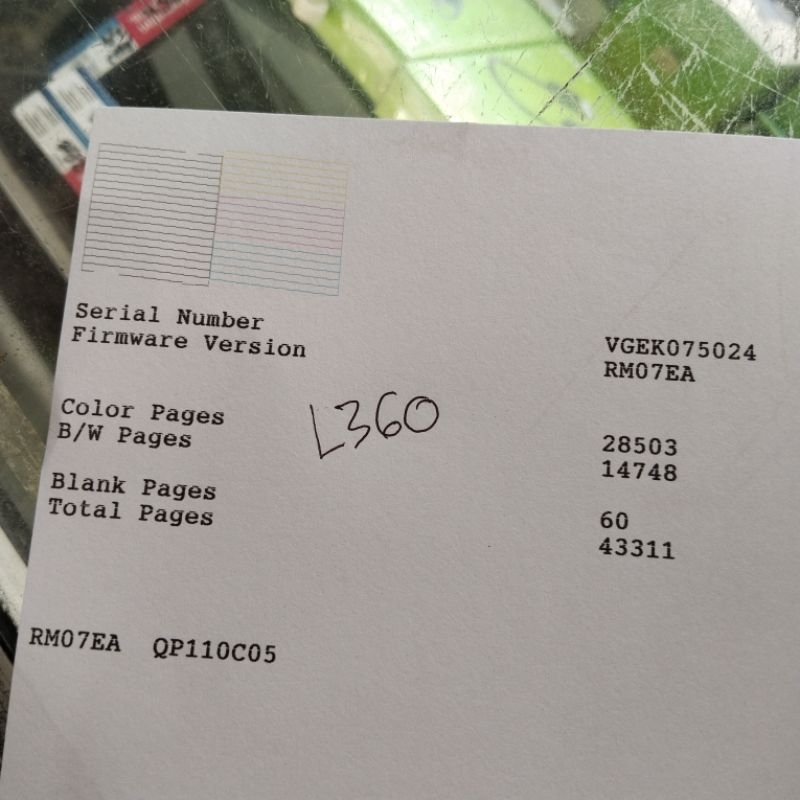 Serial Number VGEK075024
Firmware Version RM07EA
Color Pages 28503
B/W Pages 14748
L360
Blank Pages 60
Total Pages 43311
RM07EA QP110C05